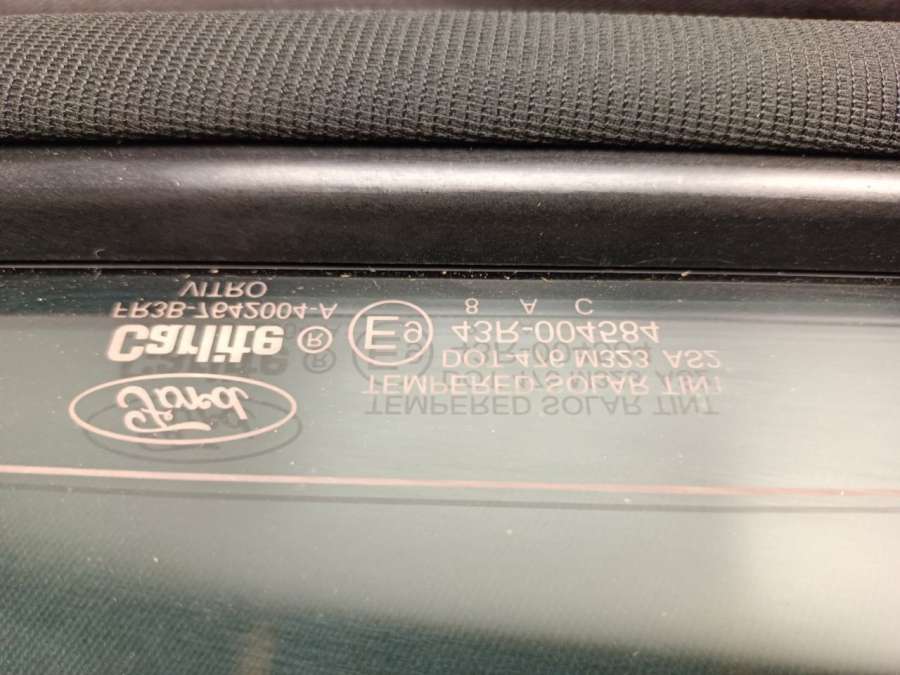 Ford
Carlite ®
FR3B-7642004-A
VITRO
E9
TEMPERED SOLAR TINT
DOT-476 M323 AS2
43R-004584
8 A C